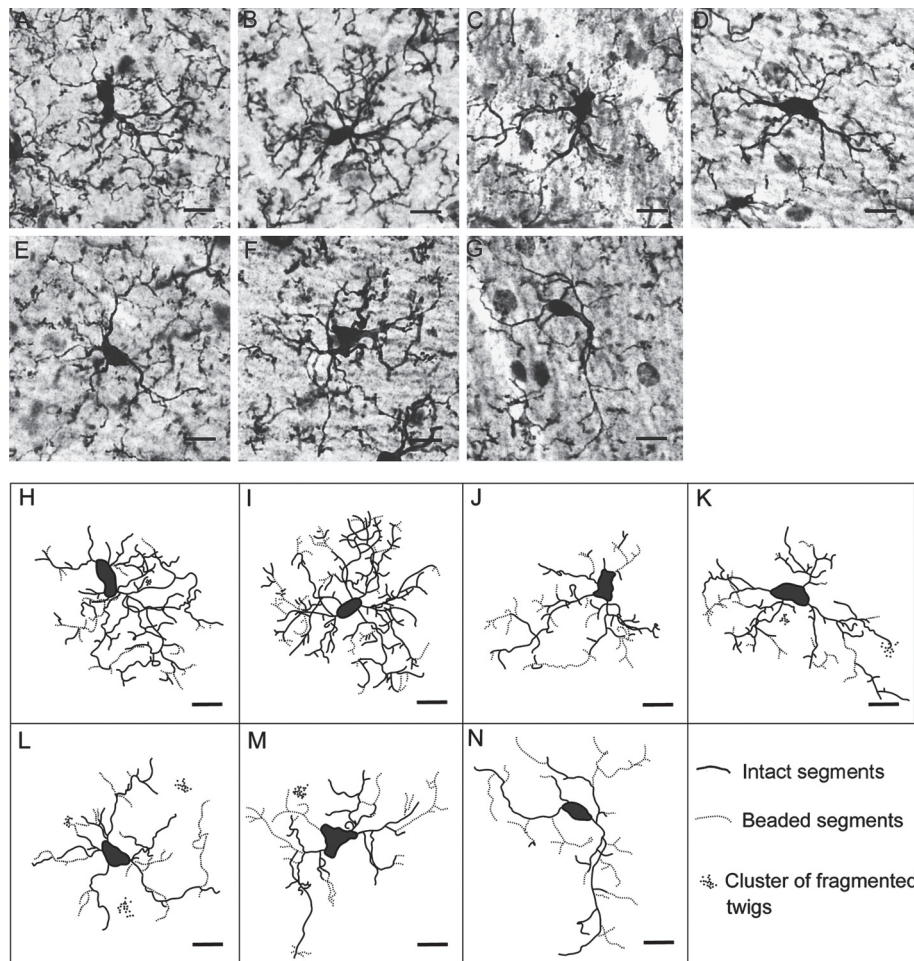 A
B
C
D
E
F
G
H
I
J
K
L
M
N
Intact segments
Beaded segments
Cluster of fragmented
twigs